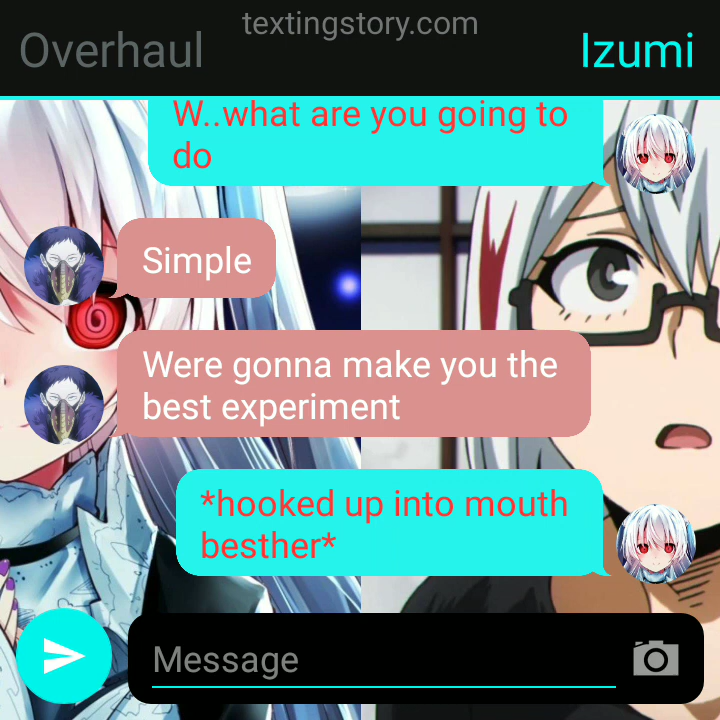 textingstory.com
Overhaul
Izumi
W..what are you going to
do
Simple
Were gonna make you the
best experiment
*hooked up into mouth
besther*
Message